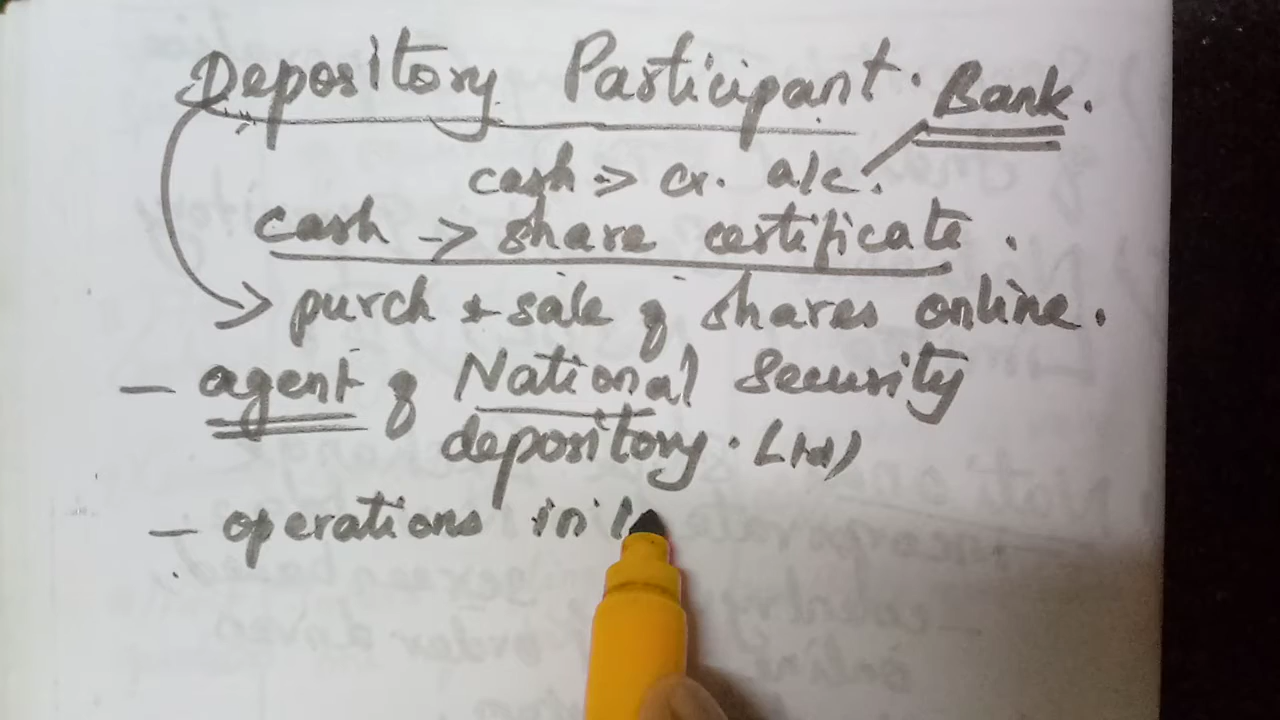 Depository Participant. Bank.
cash -> cr. a/c.
cash -> share certificate.
-> purch + sale of shares online.
- agent of National Security
depository. Ltd)
- operations in